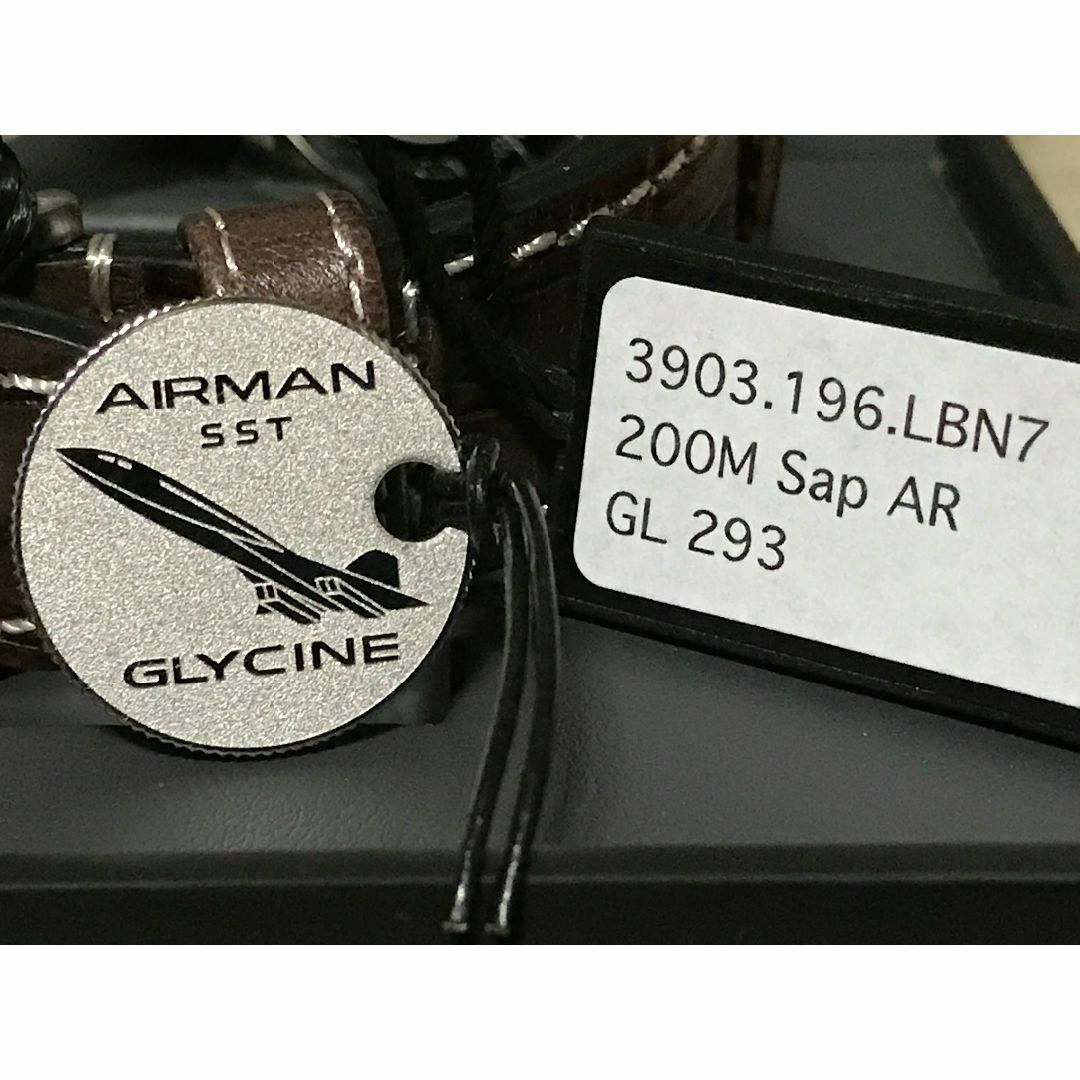 AIRMAN
SST
GLYCINE
3903.196.LBN7
200M Sap AR
GL 293